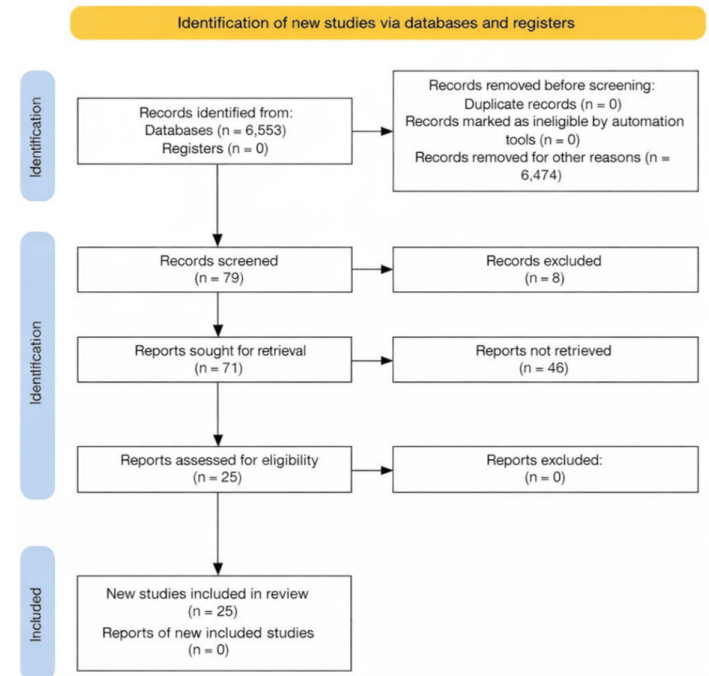 Identification of new studies via databases and registers
Identification
Records identified from:
Databases (n = 6,553)
Registers (n = 0)
Records removed before screening:
Duplicate records (n = 0)
Records marked as ineligible by automation
tools (n = 0)
Records removed for other reasons (n =
6,474)
Identification
Records screened
(n = 79)
Records excluded
(n = 8)
Reports sought for retrieval
(n = 71)
Reports not retrieved
(n = 46)
Reports assessed for eligibility
(n = 25)
Reports excluded:
(n = 0)
Included
New studies included in review
(n = 25)
Reports of new included studies
(n = 0)